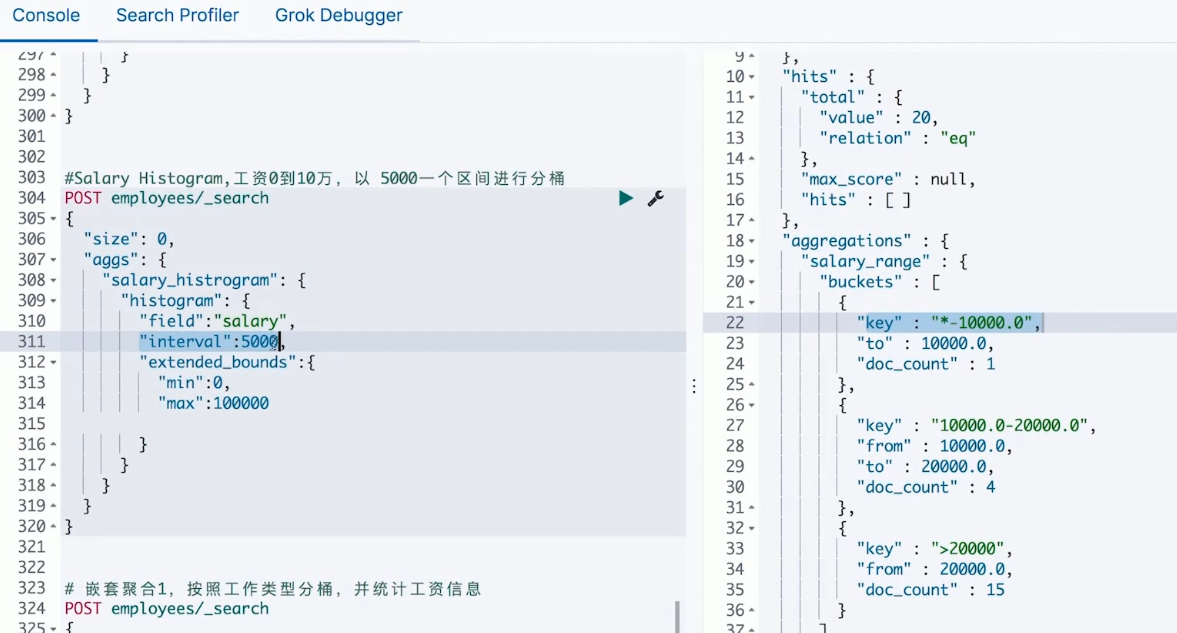 Console Search Profiler Grok Debugger
297 }
298 }
299 }
300 }
301
302
303 #Salary Histogram,工资0到10万, 以 5000一个区间进行分桶
304 POST employees/_search
305 {
306 "size": 0,
307 "aggs": {
308 "salary_histrogram": {
309 "histogram": {
310 "field":"salary",
311 "interval":5000,
312 "extended_bounds":{
313 "min":0,
314 "max":100000
315
316 }
317 }
318 }
319 }
320 }
321
322
323 # 嵌套聚合1, 按照工作类型分桶, 并统计工资信息
324 POST employees/_search
325 {
9 },
10 "hits" : {
11 "total" : {
12 "value" : 20,
13 "relation" : "eq"
14 },
15 "max_score" : null,
16 "hits" : [ ]
17 },
18 "aggregations" : {
19 "salary_range" : {
20 "buckets" : [
21 {
22 "key" : "*-10000.0",
23 "to" : 10000.0,
24 "doc_count" : 1
25 },
26 {
27 "key" : "10000.0-20000.0",
28 "from" : 10000.0,
29 "to" : 20000.0,
30 "doc_count" : 4
31 },
32 {
33 "key" : ">20000",
34 "from" : 20000.0,
35 "doc_count" : 15
36 }
37 ]